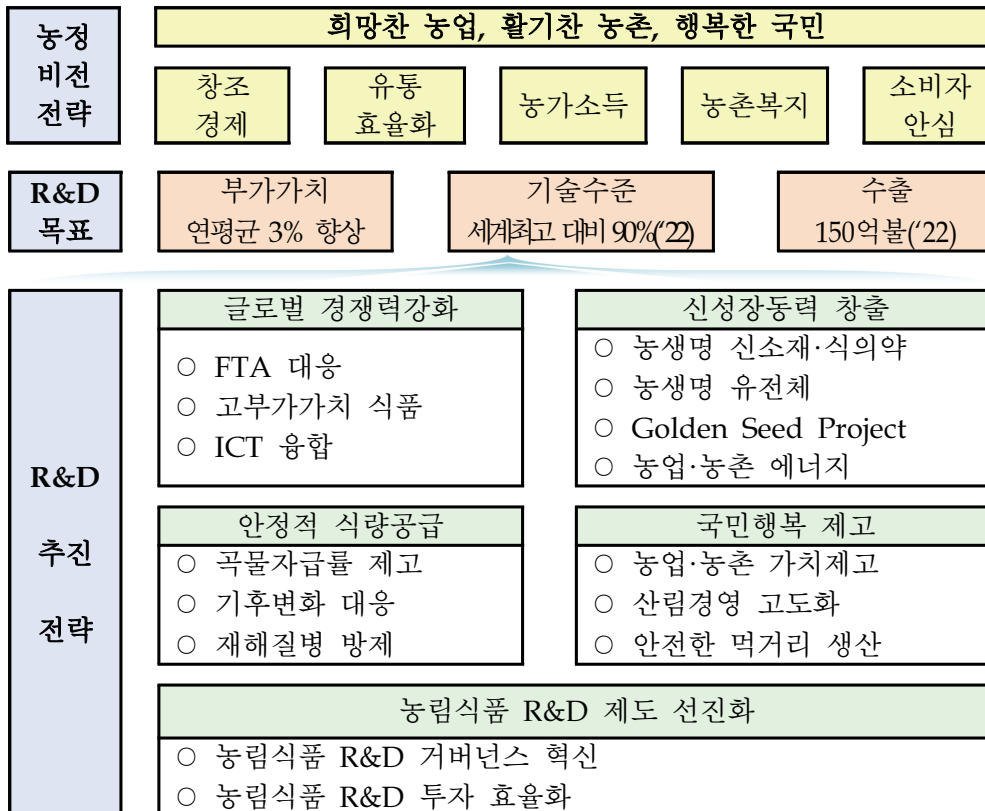 농정
비전
전략
희망찬 농업, 활기찬 농촌, 행복한 국민
창조
경제
유통
효율화
농가소득
농촌복지
소비자
안심
R&D
목표
부가가치
연평균 3% 향상
기술수준
세계최고 대비 90%('22)
수출
150억불('22)
R&D
추진
전략
글로벌 경쟁력강화
○ FTA 대응
○ 고부가가치 식품
○ ICT 융합
신성장동력 창출
○ 농생명 신소재·식의약
○ 농생명 유전체
○ Golden Seed Project
○ 농업·농촌 에너지
안정적 식량공급
○ 곡물자급률 제고
○ 기후변화 대응
○ 재해질병 방제
국민행복 제고
○ 농업·농촌 가치제고
○ 산림경영 고도화
○ 안전한 먹거리 생산
농림식품 R&D 제도 선진화
○ 농림식품 R&D 거버넌스 혁신
○ 농림식품 R&D 투자 효율화